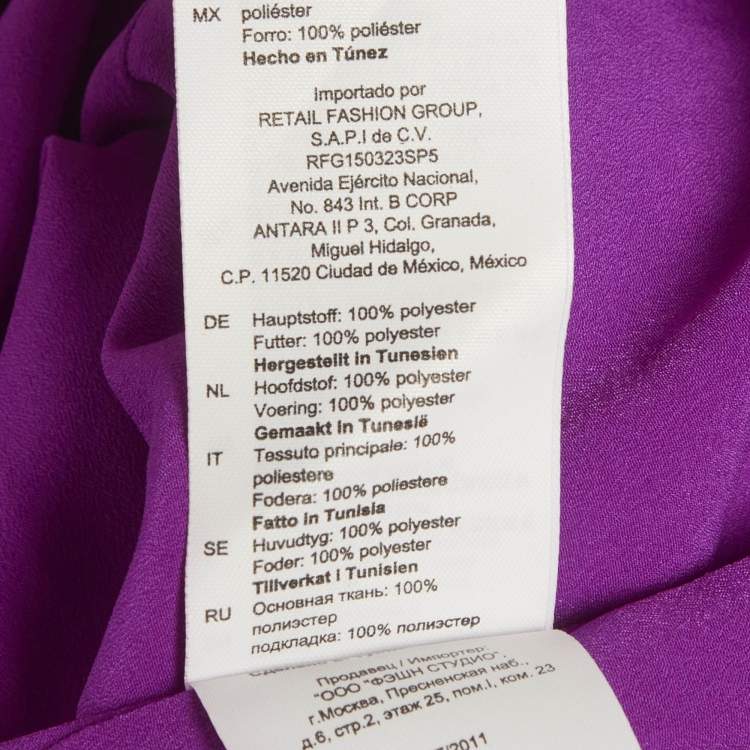 MX poliéster
Forro: 100% poliéster
Hecho en Túnez
Importado por
RETAIL FASHION GROUP,
S.A.P.I de C.V.
RFG150323SP5
Avenida Ejército Nacional,
No. 843 Int. B CORP
ANTARA II P 3, Col. Granada,
Miguel Hidalgo,
C.P. 11520 Ciudad de México, México
DE Hauptstoff: 100% polyester
Futter: 100% polyester
Hergestellt in Tunesien
NL Hoofdstof: 100% polyester
Voering: 100% polyester
Gemaakt in Tunesië
IT Tessuto principale: 100%
poliestere
Fodera: 100% poliestere
Fatto in Tunisia
SE Huvudtyg: 100% polyester
Foder: 100% polyester
Tillverkat i Tunisien
RU Основная ткань: 100%
полиэстер
подкладка: 100% полиэстер
Продавец / Импортер:
"ООО "ФЭШН СТУДИО",
г.Москва, Пресненская наб.,
д.6, стр.2, этаж 25, пом.I, ком. 23
/2011